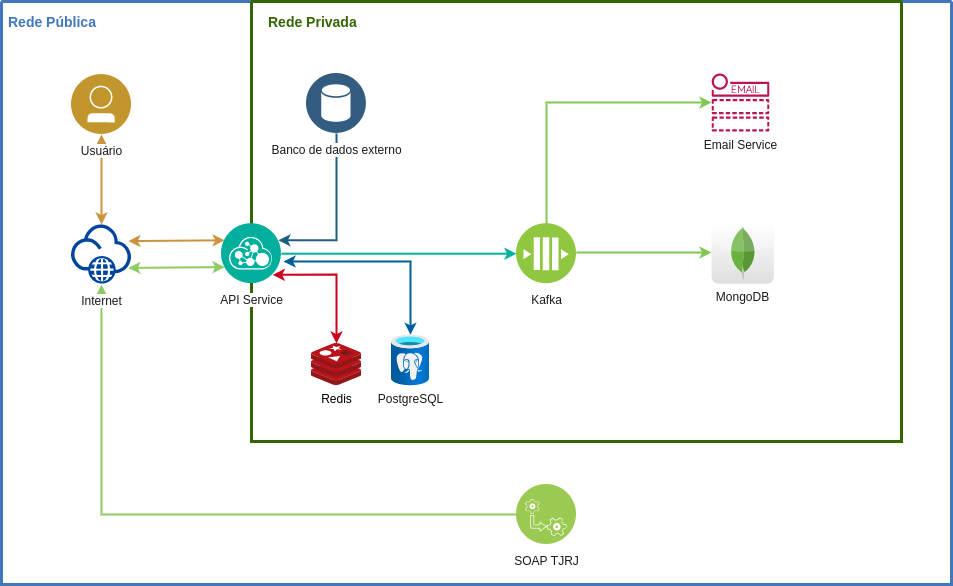 Rede Pública
Rede Privada
EMAIL
Usuário
Banco de dados externo
Email Service
Internet
API Service
Kafka
MongoDB
Redis
PostgreSQL
SOAP TJRJ